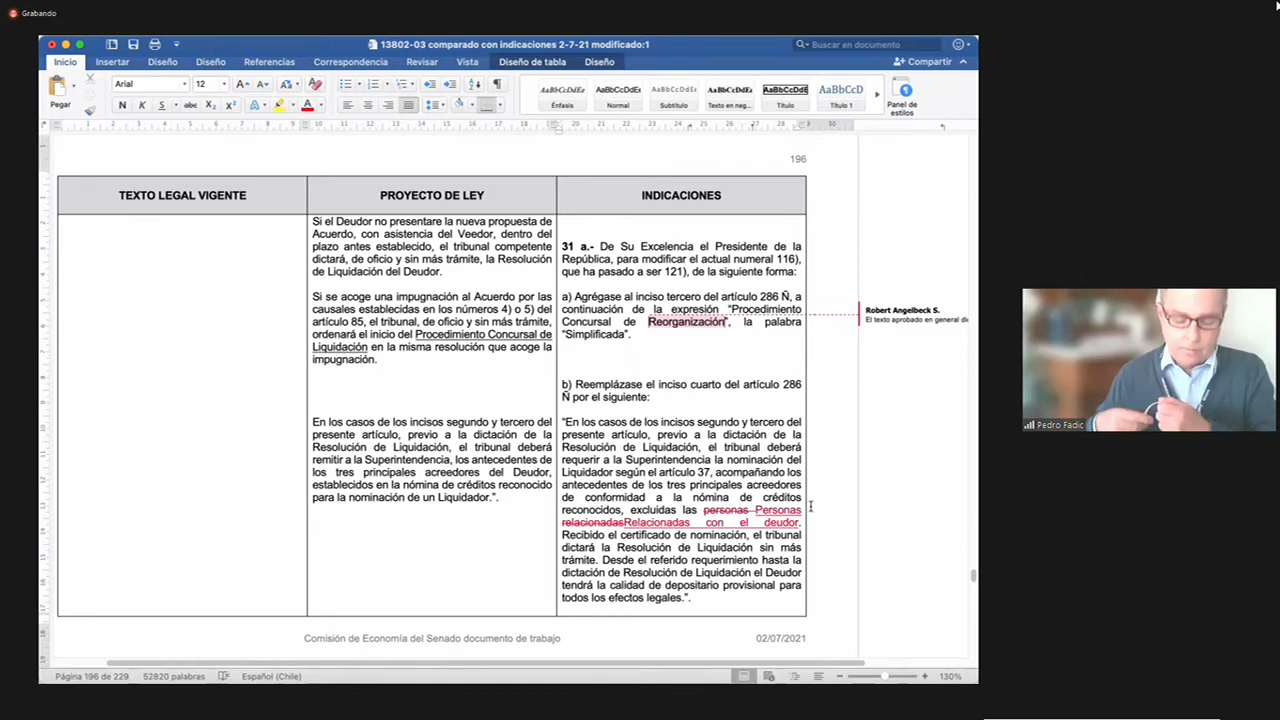 Grabando
13802-03 comparado con indicaciones 2-7-21 modificado:1
Buscar en documento
Inicio Insertar Diseño Diseño Referencias Correspondencia Revisar Vista Diseño de tabla Diseño Compartir
Arial 12
Pegar
N K S abc X₂ X²
AaBbCcDdEe AaBbCcDdEe AaBbCcDdEe AaBbCcDdEe AaBbCcDdE AaBbCcD
Énfasis Normal Subtítulo Texto en neg... Título Título 1
Panel de
estilos
196
TEXTO LEGAL VIGENTE PROYECTO DE LEY INDICACIONES
Si el Deudor no presentare la nueva propuesta de
Acuerdo, con asistencia del Veedor, dentro del
plazo antes establecido, el tribunal competente
dictará, de oficio y sin más trámite, la Resolución
de Liquidación del Deudor.
Si se acoge una impugnación al Acuerdo por las
causales establecidas en los números 4) o 5) del
artículo 85, el tribunal, de oficio y sin más trámite,
ordenará el inicio del Procedimiento Concursal de
Liquidación en la misma resolución que acoge la
impugnación.
En los casos de los incisos segundo y tercero del
presente artículo, previo a la dictación de la
Resolución de Liquidación, el tribunal deberá
remitir a la Superintendencia, los antecedentes de
los tres principales acreedores del Deudor,
establecidos en la nómina de créditos reconocido
para la nominación de un Liquidador.”.
31 a.- De Su Excelencia el Presidente de la
República, para modificar el actual numeral 116),
que ha pasado a ser 121), de la siguiente forma:
a) Agrégase al inciso tercero del artículo 286 Ñ, a
continuación de la expresión “Procedimiento
Concursal de Reorganización”, la palabra
“Simplificada”.
b) Reemplázase el inciso cuarto del artículo 286
Ñ por el siguiente:
“En los casos de los incisos segundo y tercero del
presente artículo, previo a la dictación de la
Resolución de Liquidación, el tribunal deberá
requerir a la Superintendencia la nominación del
Liquidador según el artículo 37, acompañando los
antecedentes de los tres principales acreedores
de conformidad a la nómina de créditos
reconocidos, excluidas las personas Personas
relacionadasRelacionadas con el deudor.
Recibido el certificado de nominación, el tribunal
dictará la Resolución de Liquidación sin más
trámite. Desde el referido requerimiento hasta la
dictación de Resolución de Liquidación el Deudor
tendrá la calidad de depositario provisional para
todos los efectos legales.”.
Robert Angelbeck S.
El texto aprobado en general di
Comisión de Economía del Senado documento de trabajo 02/07/2021
Página 196 de 229 52820 palabras Español (Chile) 130%
Pedro Fadic